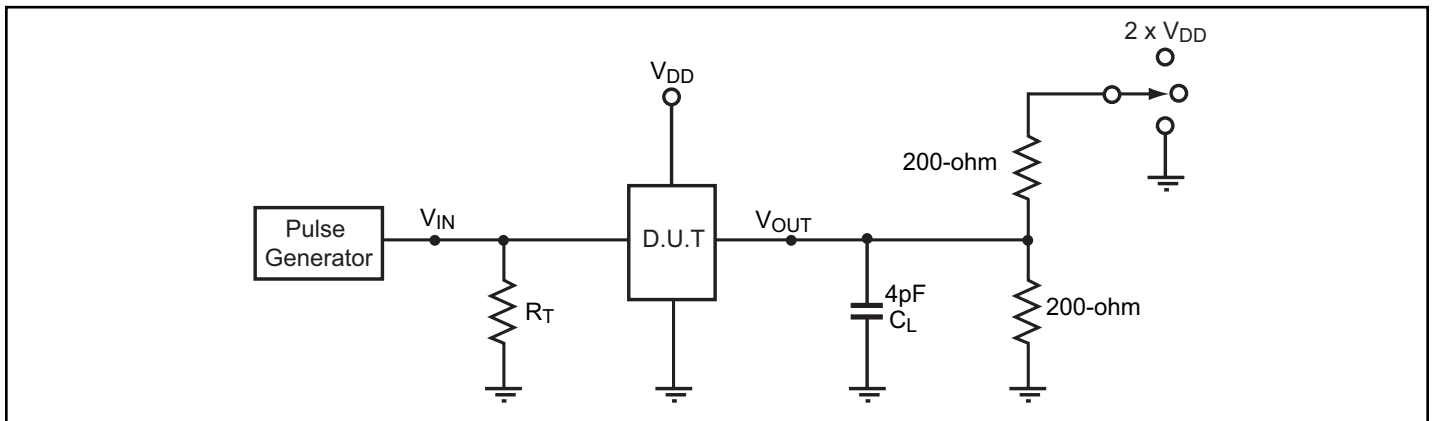 2 x VDD
VDD
200-ohm
Pulse
Generator
VIN
D.U.T
VOUT
RT
4pF
CL
200-ohm